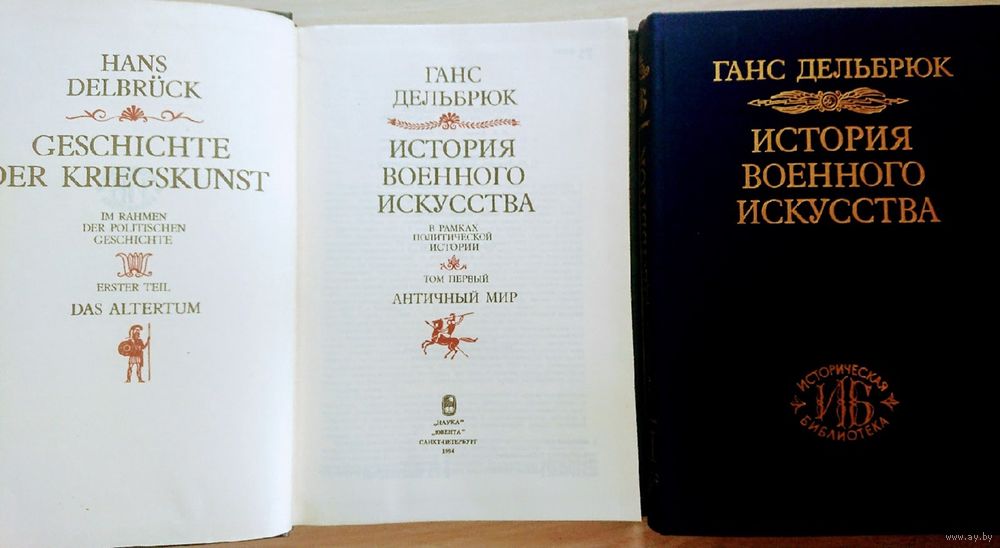 HANS
DELBRÜCK
GESCHICHTE
DER KRIEGSKUNST
IM RAHMEN
DER POLITISCHEN
GESCHICHTE
ERSTER TEIL
DAS ALTERTUM
ГАНС
ДЕЛЬБРЮК
ИСТОРИЯ
ВОЕННОГО
ИСКУССТВА
В РАМКАХ
ПОЛИТИЧЕСКОЙ
ИСТОРИИ
ТОМ ПЕРВЫЙ
АНТИЧНЫЙ МИР
„НАУКА"
„ЮВЕНТА"
САНКТ-ПЕТЕРБУРГ
1994
ГАНС ДЕЛЬБРЮК
ИСТОРИЯ
ВОЕННОГО
ИСКУССТВА
ИСТОРИЧЕСКАЯ
ИБ
БИБЛИОТЕКА
www.ay.by